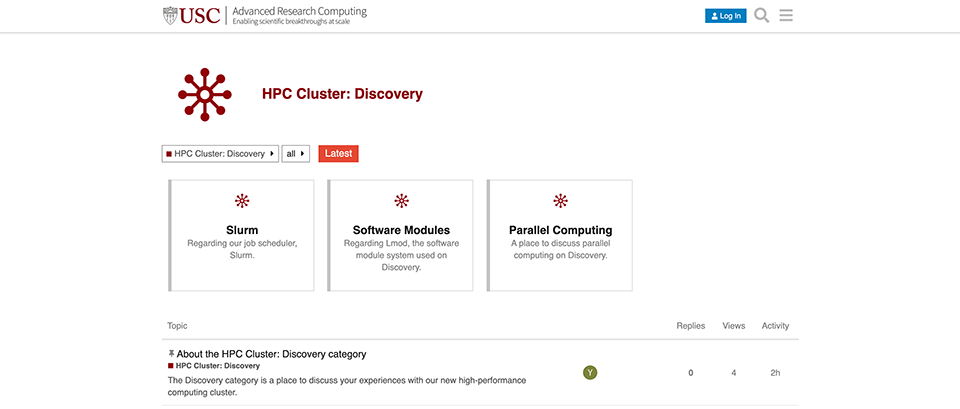 USC Advanced Research Computing
Enabling scientific breakthroughs at scale
Log In
HPC Cluster: Discovery
HPC Cluster: Discovery
all
Latest
Slurm
Regarding our job scheduler,
Slurm.
Software Modules
Regarding Lmod, the software
module system used on
Discovery.
Parallel Computing
A place to discuss parallel
computing on Discovery.
Topic Replies Views Activity
About the HPC Cluster: Discovery category
HPC Cluster: Discovery
Y 0 4 2h
The Discovery category is a place to discuss your experiences with our new high-performance
computing cluster.